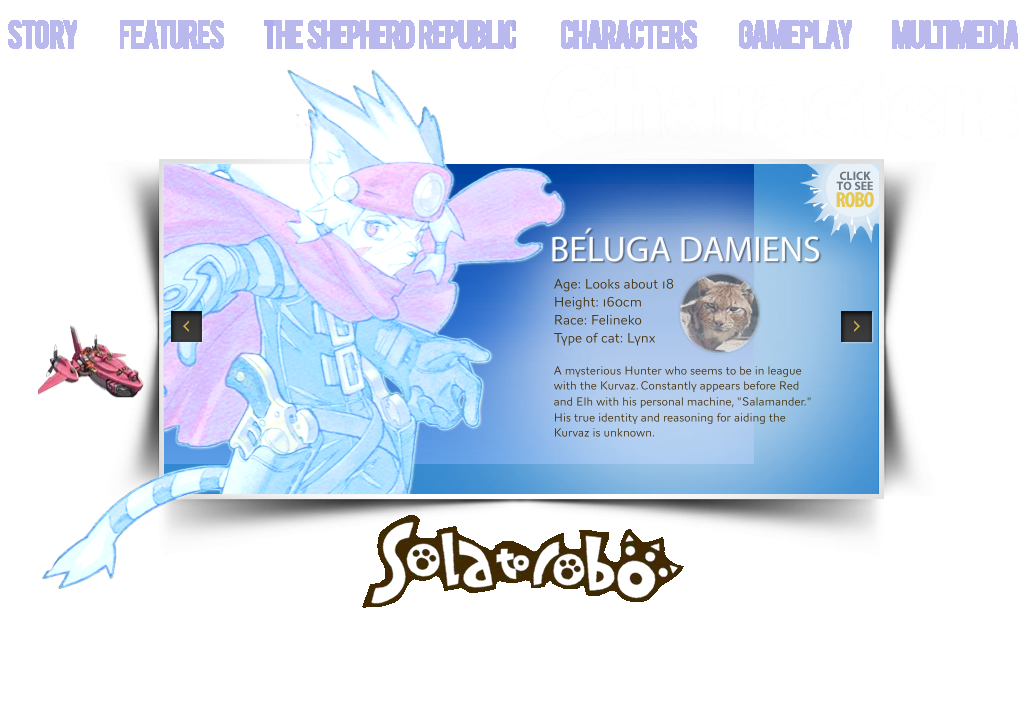 STORY FEATURES THE SHEPHERD REPUBLIC CHARACTERS GAMEPLAY MULTIMEDIA
CLICK
TO SEE
ROBO
BÉLUGA DAMIENS
Age: Looks about 18
Height: 160cm
Race: Felineko
Type of cat: Lynx
A mysterious Hunter who seems to be in league
with the Kurvaz. Constantly appears before Red
and Elh with his personal machine, "Salamander."
His true identity and reasoning for aiding the
Kurvaz is unknown.
Solatorobo